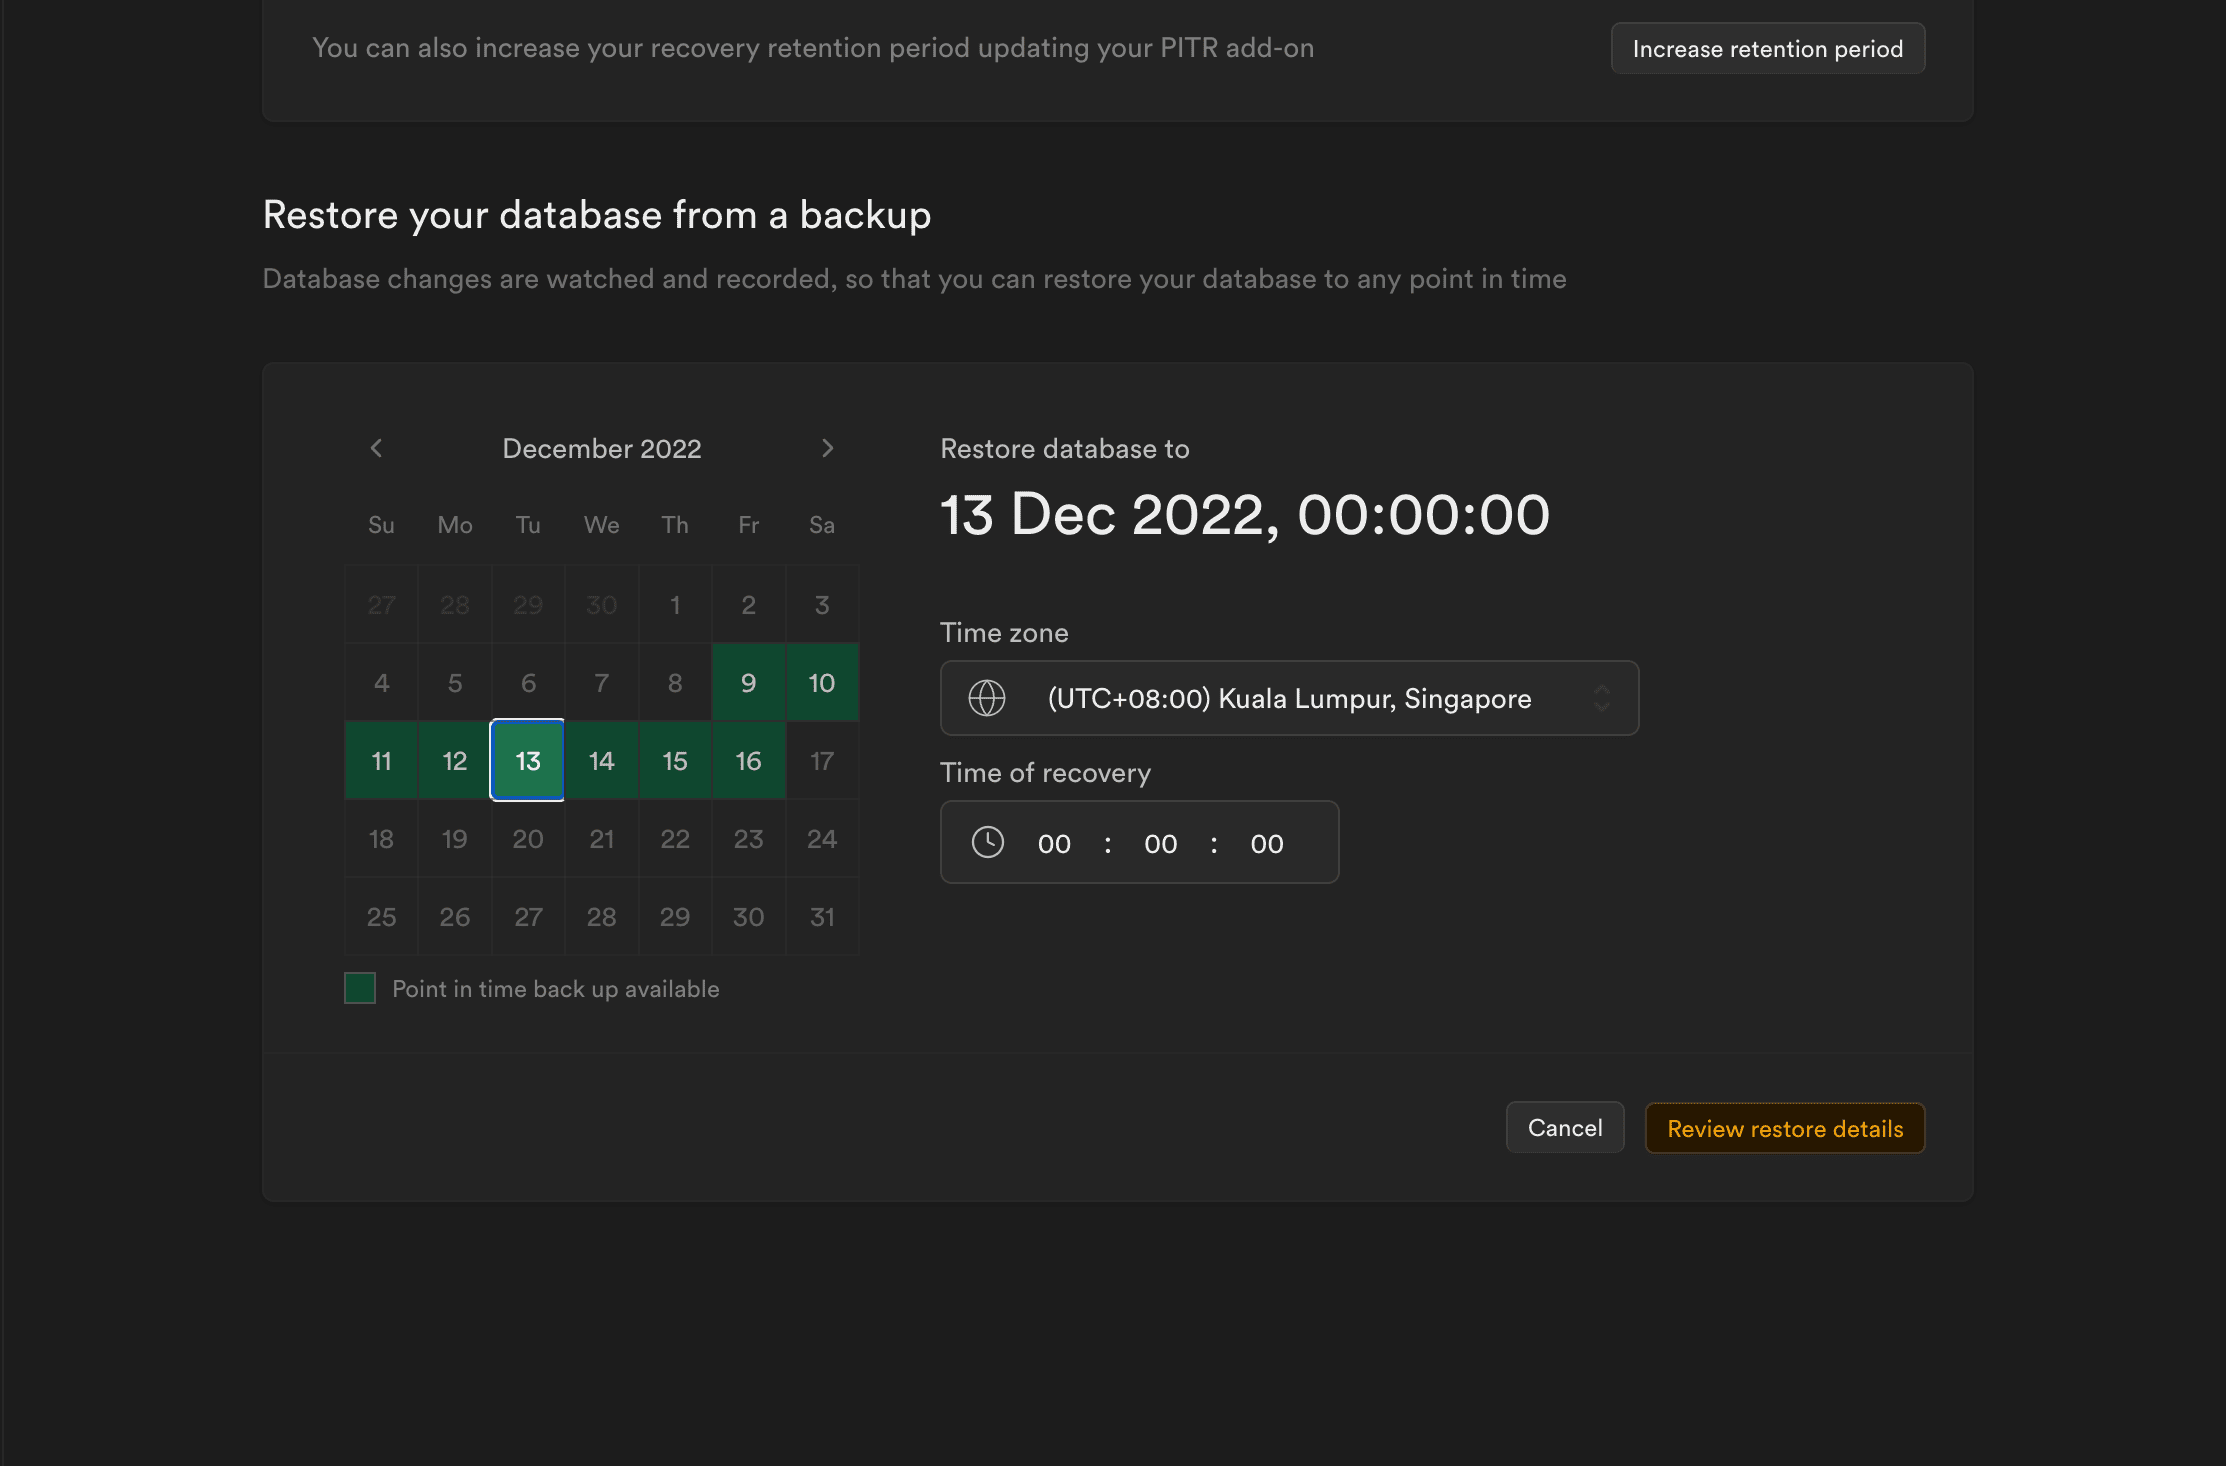 You can also increase your recovery retention period updating your PITR add-on
Increase retention period
Restore your database from a backup
Database changes are watched and recorded, so that you can restore your database to any point in time
December 2022
Su Mo Tu We Th Fr Sa
27 28 29 30 1 2 3
4 5 6 7 8 9 10
11 12 13 14 15 16 17
18 19 20 21 22 23 24
25 26 27 28 29 30 31
Point in time back up available
Restore database to
13 Dec 2022, 00:00:00
Time zone
(UTC+08:00) Kuala Lumpur, Singapore
Time of recovery
00 : 00 : 00
Cancel
Review restore details